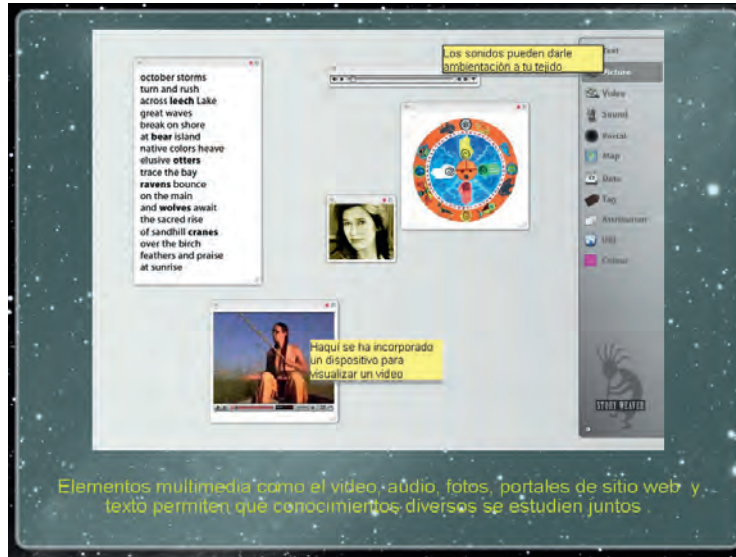 october storms
turn and rush
across leech Lake
great waves
break on shore
at bear island
native colors heave
elusive otters
trace the bay
ravens bounce
on the main
and wolves await
the sacred rise
of sandhill cranes
over the birch
feathers and praise
at sunrise
Los sonidos pueden darle
ambientación a tu tejido
Text
Picture
Video
Sound
Portal
Map
Date
Tag
Attribution
URL
Colour
Haqui se ha incorporado
un dispositivo para
visualizar un video
STORY WEAVER
Elementos multimedia como el video, audio, fotos, portales de sitio web y
texto permiten que conocimientos diversos se estudien juntos